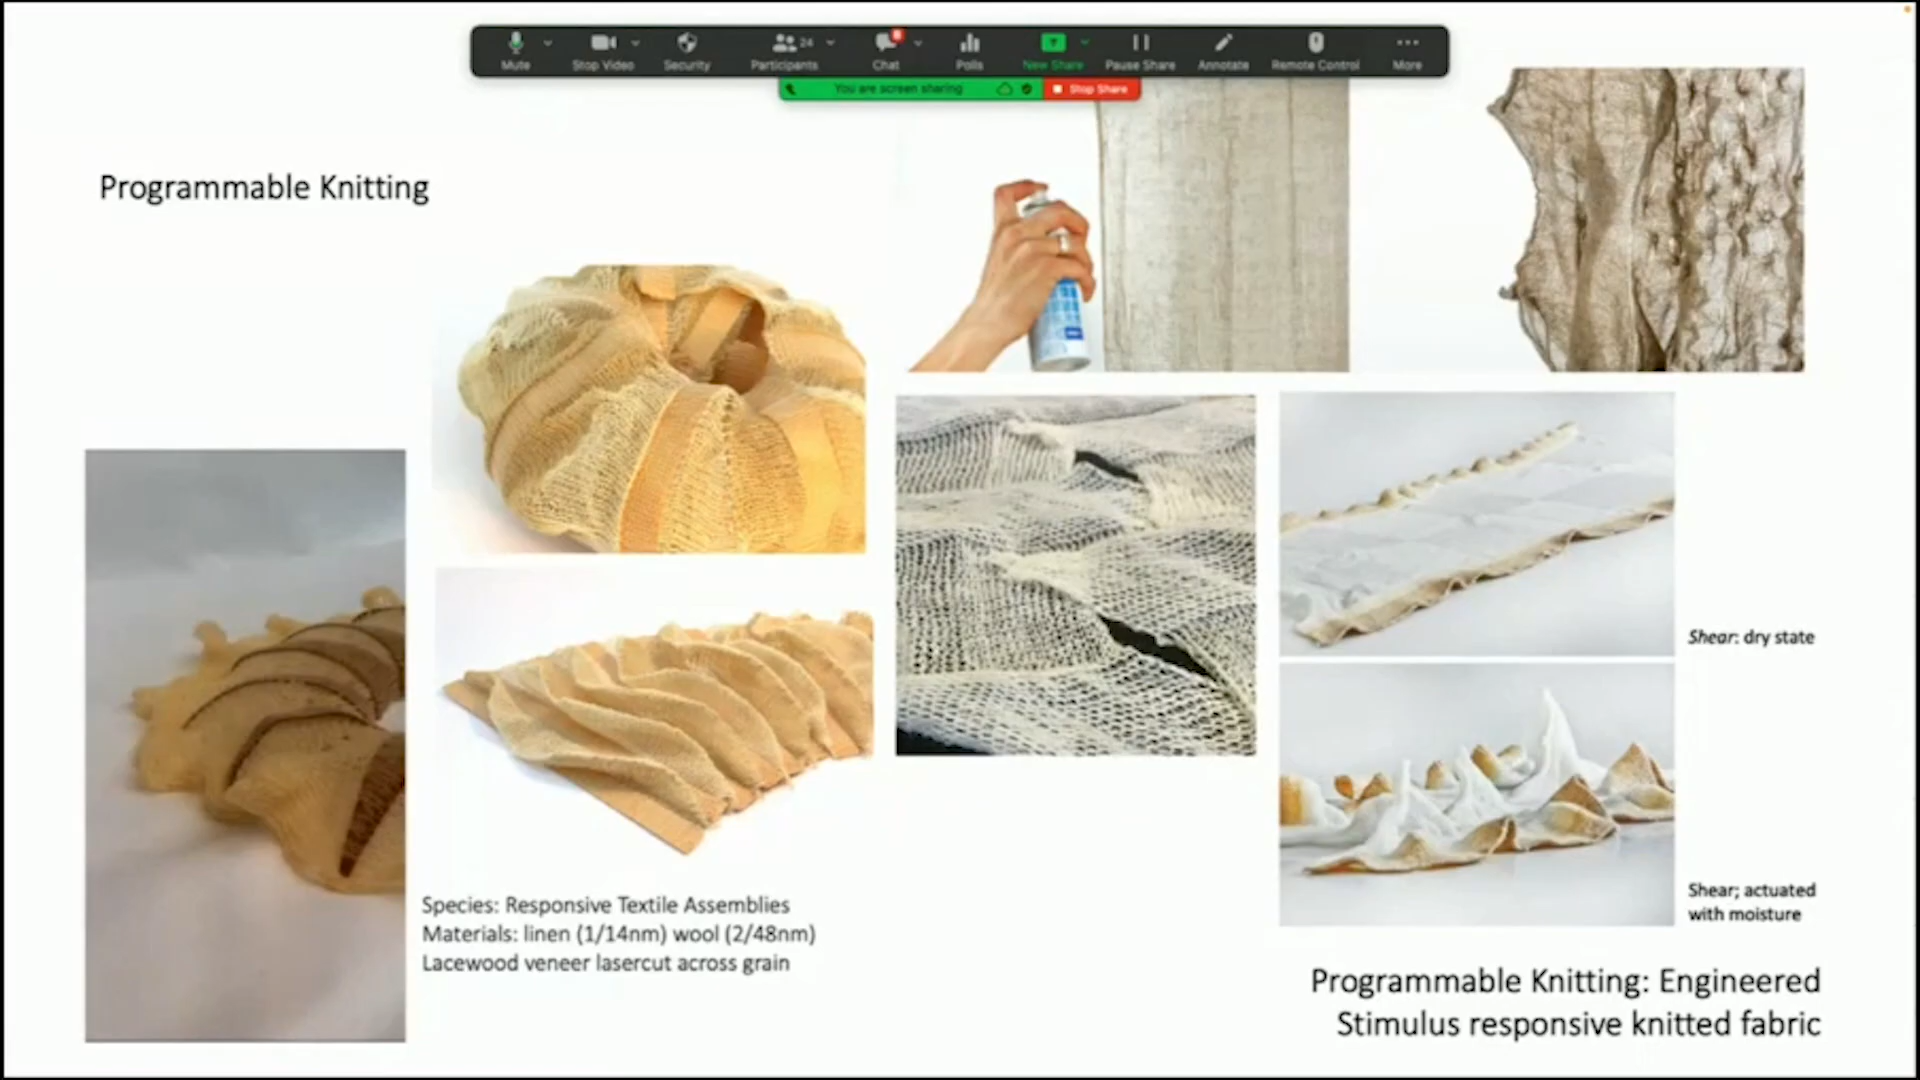 Mute
Stop Video
Security
24
Participants
Chat
Polls
New Share
Pause Share
Annotate
Remote Control
More
You are screen sharing
Stop Share
Programmable Knitting
Shear: dry state
Shear; actuated
with moisture
Species: Responsive Textile Assemblies
Materials: linen (1/14nm) wool (2/48nm)
Lacewood veneer lasercut across grain
Programmable Knitting: Engineered
Stimulus responsive knitted fabric